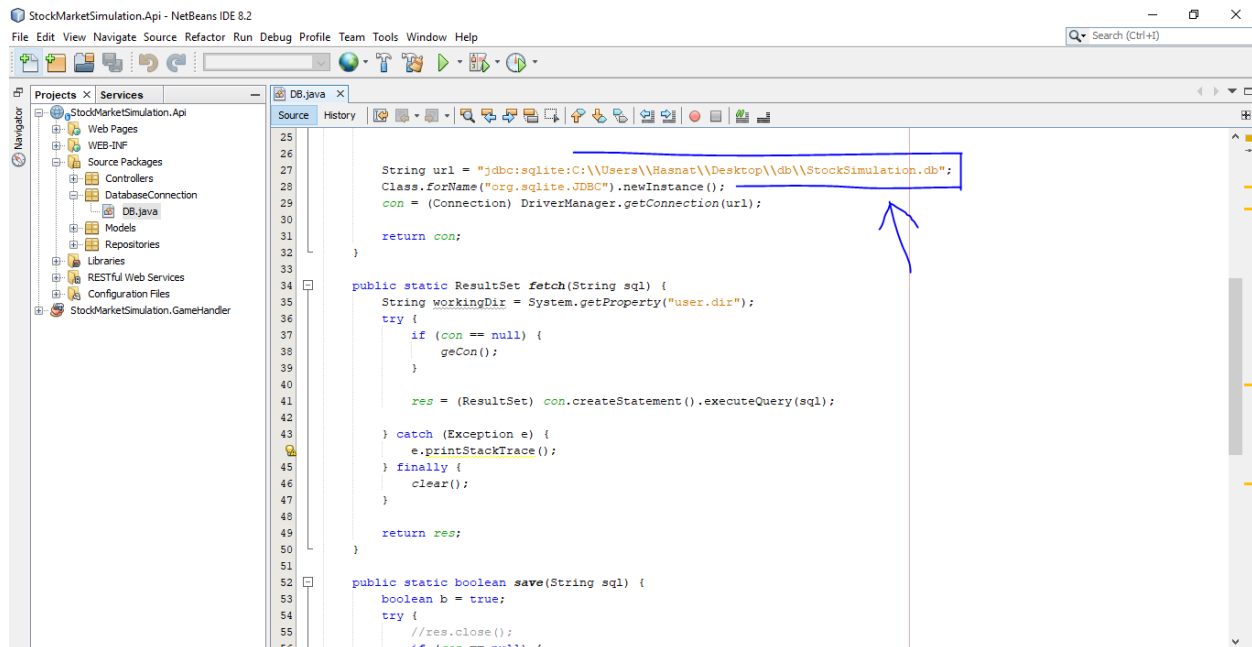 StockMarketSimulation.Api - NetBeans IDE 8.2
File Edit View Navigate Source Refactor Run Debug Profile Team Tools Window Help
Search (Ctrl+I)
Projects Services
DB.java
Navigator
Source History
StockMarketSimulation.Api
Web Pages
WEB-INF
Source Packages
Controllers
DatabaseConnection
DB.java
Models
Repositories
Libraries
RESTful Web Services
Configuration Files
StockMarketSimulation.GameHandler
25
26
27 String url = "jdbc:sqlite:C:\\Users\\Hasnat\\Desktop\\db\\StockSimulation.db";
28 Class.forName("org.sqlite.JDBC").newInstance();
29 con = (Connection) DriverManager.getConnection(url);
30
31 return con;
32 }
33
34 public static ResultSet fetch(String sql) {
35 String workingDir = System.getProperty("user.dir");
36 try {
37 if (con == null) {
38 geCon();
39 }
40
41 res = (ResultSet) con.createStatement().executeQuery(sql);
42
43 } catch (Exception e) {
e.printStackTrace();
45 } finally {
46 clear();
47 }
48
49 return res;
50 }
51
52 public static boolean save(String sql) {
53 boolean b = true;
54 try {
55 //res.close();